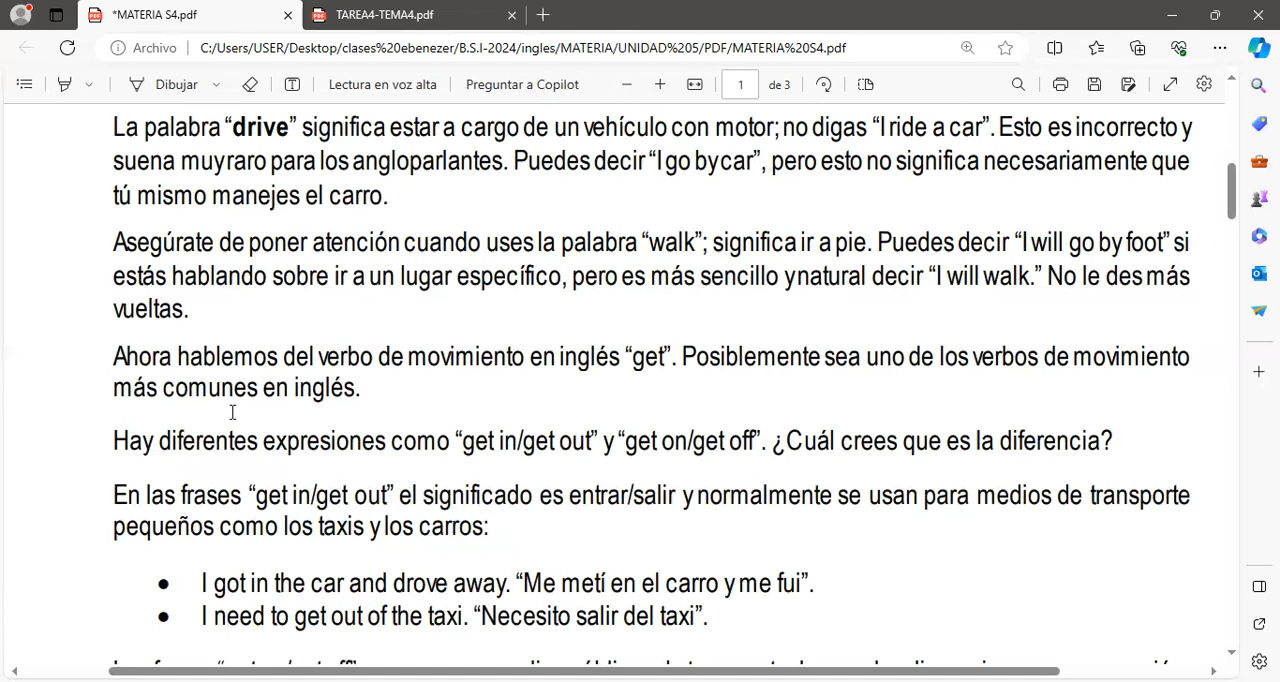 *MATERIA S4.pdf
TAREA4-TEMA4.pdf
Archivo
C:/Users/USER/Desktop/clases%20ebenezer/B.S.I-2024/ingles/MATERIA/UNIDAD%205/PDF/MATERIA%20S4.pdf
Dibujar
Lectura en voz alta
Preguntar a Copilot
1
de 3
La palabra “drive” significa estar a cargo de un vehículo con motor; no digas “I ride a car”. Esto es incorrecto y
suena muy raro para los angloparlantes. Puedes decir “I go by car”, pero esto no significa necesariamente que
tú mismo manejes el carro.
Asegúrate de poner atención cuando uses la palabra “walk”; significa ir a pie. Puedes decir “I will go by foot” si
estás hablando sobre ir a un lugar específico, pero es más sencillo y natural decir “I will walk.” No le des más
vueltas.
Ahora hablemos del verbo de movimiento en inglés “get”. Posiblemente sea uno de los verbos de movimiento
más comunes en inglés.
Hay diferentes expresiones como “get in/get out” y “get on/get off”. ¿Cuál crees que es la diferencia?
En las frases “get in/get out” el significado es entrar/salir y normalmente se usan para medios de transporte
pequeños como los taxis y los carros:
• I got in the car and drove away. “Me metí en el carro y me fui”.
• I need to get out of the taxi. “Necesito salir del taxi”.